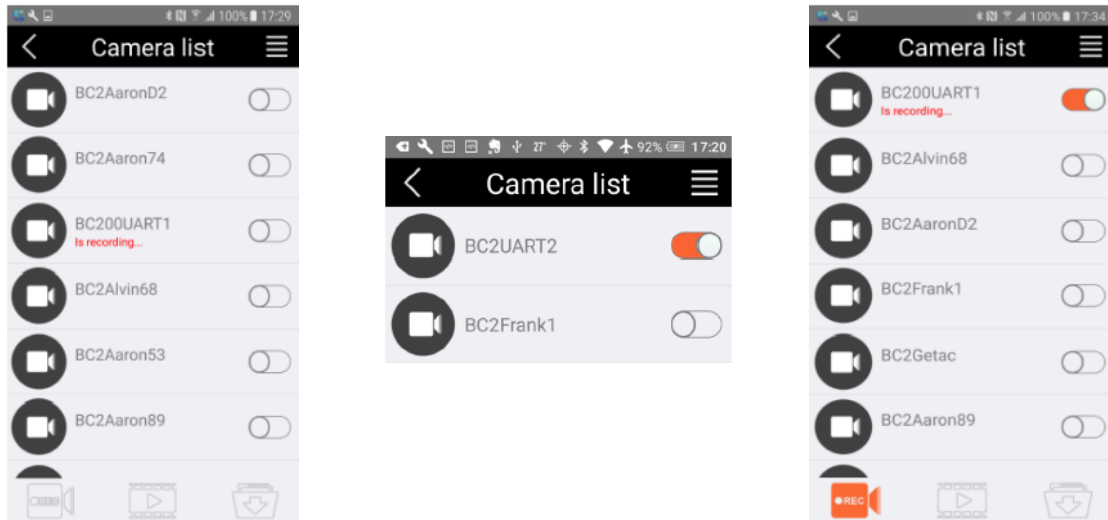 100% 17:29
Camera list
BC2AaronD2
BC2Aaron74
BC200UART1
Is recording...
BC2Alvin68
BC2Aaron53
BC2Aaron89
27° 92% 17:20
Camera list
BC2UART2
BC2Frank1
100% 17:34
Camera list
BC200UART1
Is recording...
BC2Alvin68
BC2AaronD2
BC2Frank1
BC2Getac
BC2Aaron89
REC